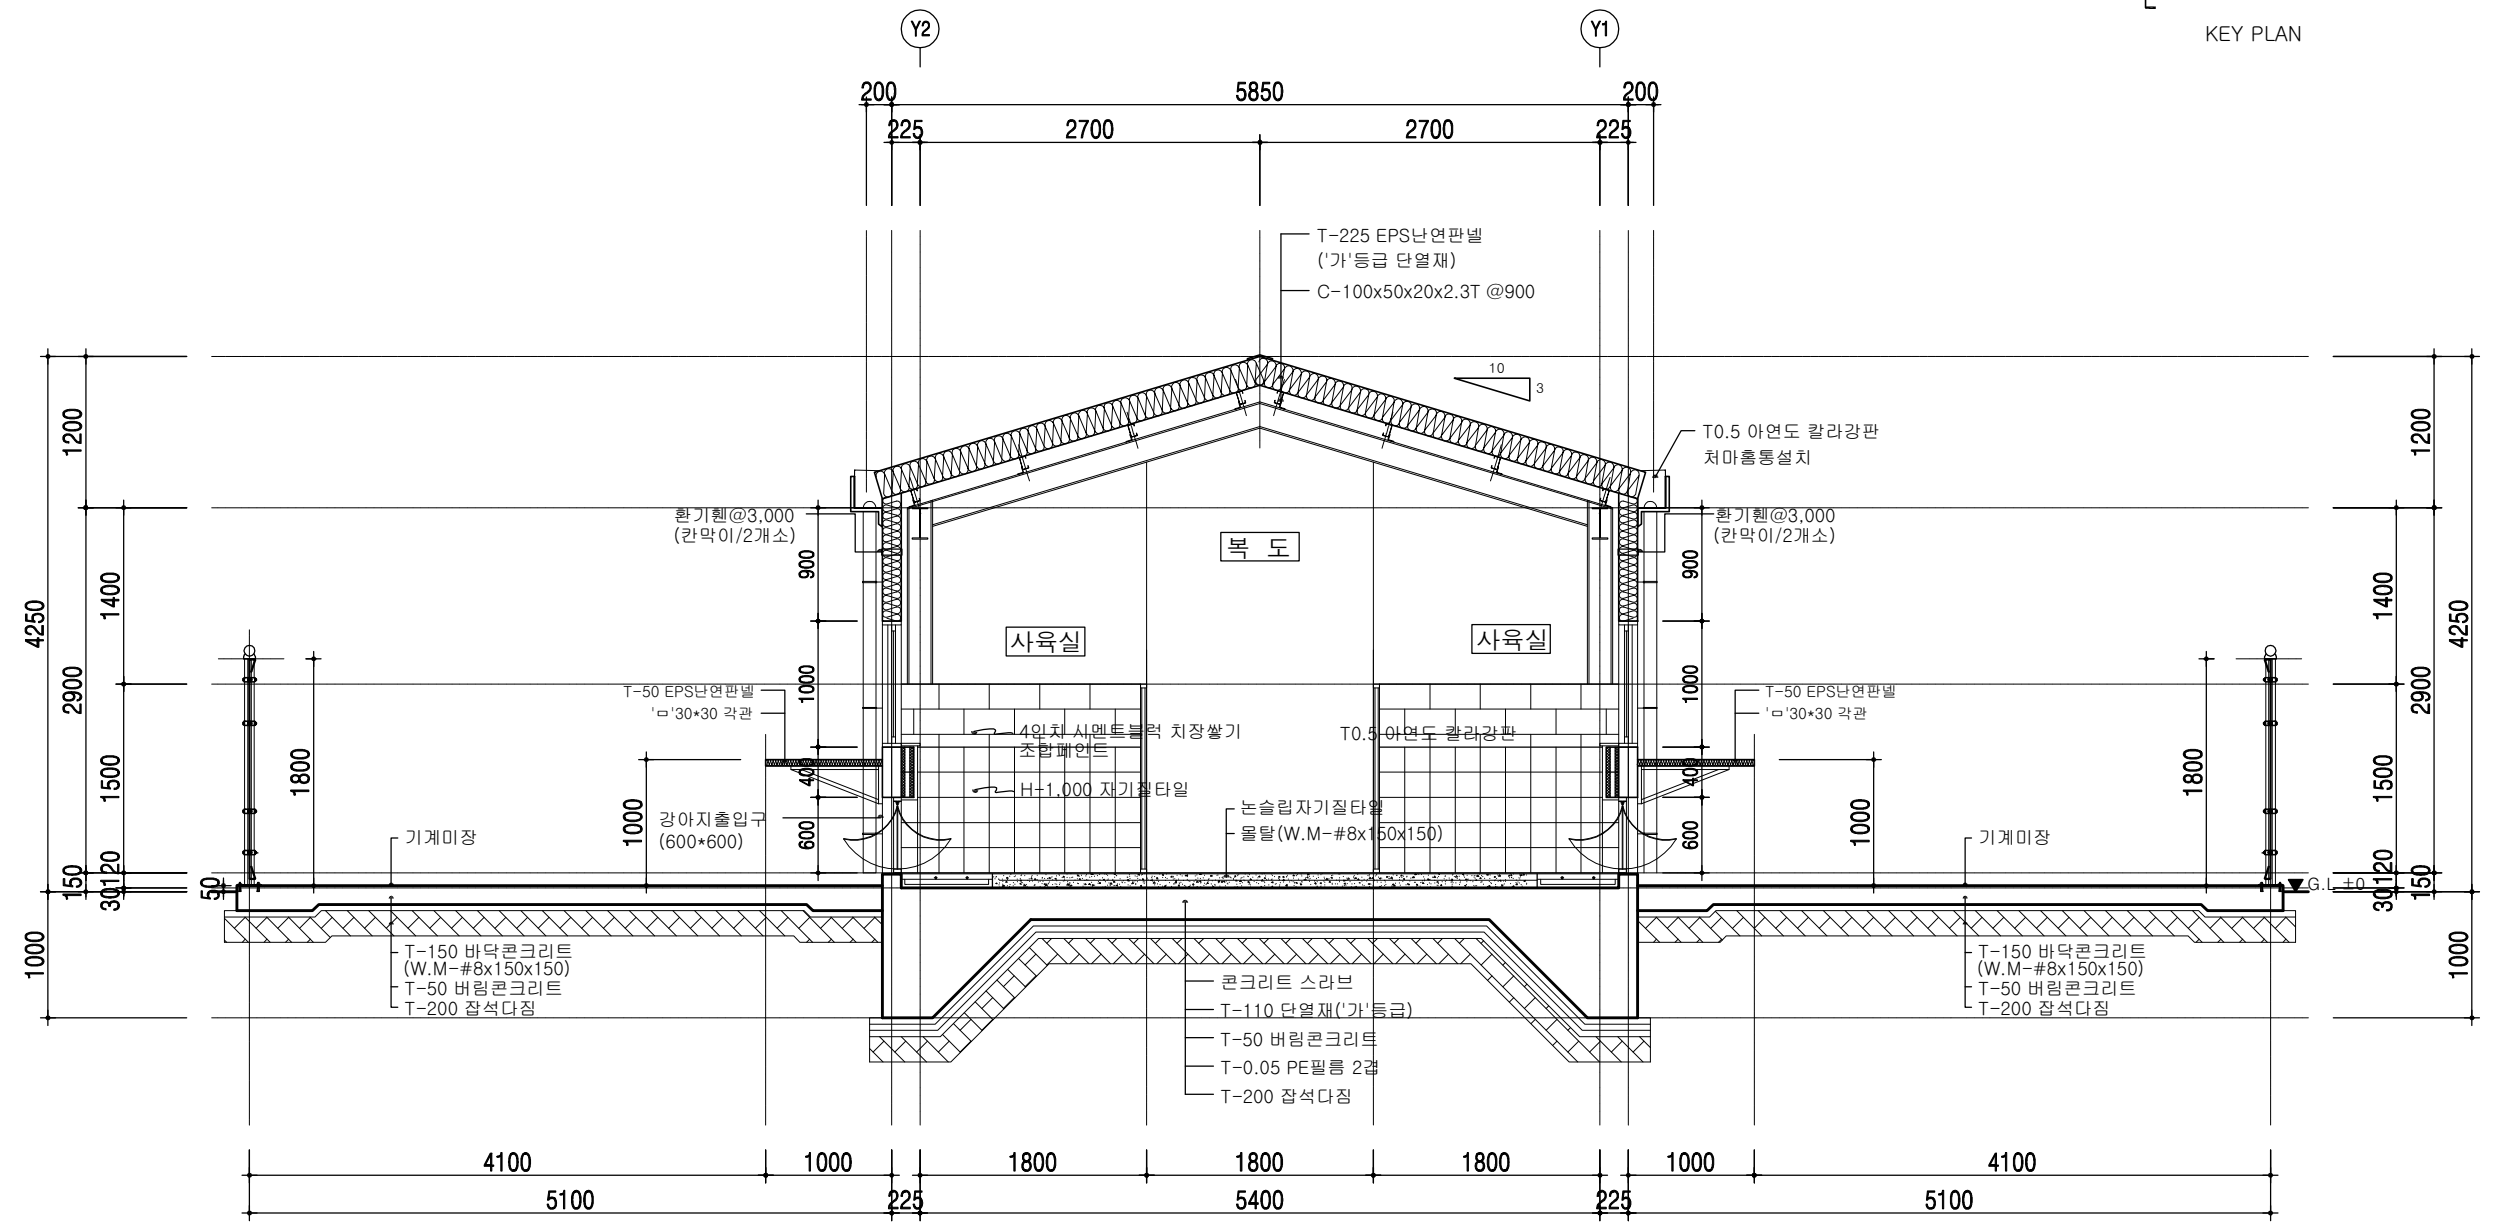 KEY PLAN
Y2
Y1
200
5850
200
225
2700
2700
225
T-225 EPS난연판넬
('가'등급 단열재)
C-100x50x20x2.3T @900
10
3
T0.5 아연도 칼라강판
처마홈통설치
환기휀@3,000
(칸막이/2개소)
환기휀@3,000
(칸막이/2개소)
복 도
사육실
사육실
4250
1200
2900
1400
1500
120
30
150
50
1000
1800
1000
900
1000
400
600
900
1000
400
600
1000
1800
1200
1400
1500
120
30
2900
150
4250
1000
T-50 EPS난연판넬
'ㅁ'30*30 각관
T-50 EPS난연판넬
'ㅁ'30*30 각관
4인치 시멘트블럭 치장쌓기
조합페인트
T0.5 아연도 칼라강판
H-1.000 자기질타일
논슬립자기질타일
몰탈(W.M-#8x150x150)
강아지출입구
(600*600)
기계미장
기계미장
G.L ±0
T-150 바닥콘크리트
(W.M-#8x150x150)
T-50 버림콘크리트
T-200 잡석다짐
콘크리트 스라브
T-110 단열재('가'등급)
T-50 버림콘크리트
T-0.05 PE필름 2겹
T-200 잡석다짐
T-150 바닥콘크리트
(W.M-#8x150x150)
T-50 버림콘크리트
T-200 잡석다짐
4100
1000
1800
1800
1800
1000
4100
5100
225
5400
225
5100